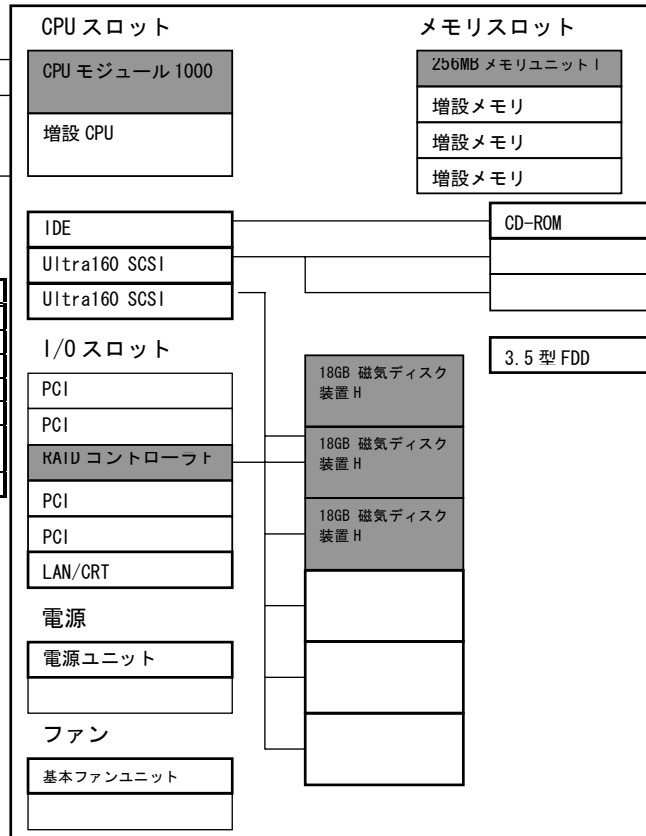 CPU スロット
CPU モジュール 1000
増設 CPU
メモリスロット
256MB メモリユニット I
増設メモリ
増設メモリ
増設メモリ
IDE
Ultra160 SCSI
Ultra160 SCSI
CD-ROM
3.5 型 FDD
I/O スロット
PCI
PCI
RAID コントローラ F
PCI
PCI
LAN/CRT
18GB 磁気ディスク
装置 H
18GB 磁気ディスク
装置 H
18GB 磁気ディスク
装置 H
電源
電源ユニット
ファン
基本ファンユニット